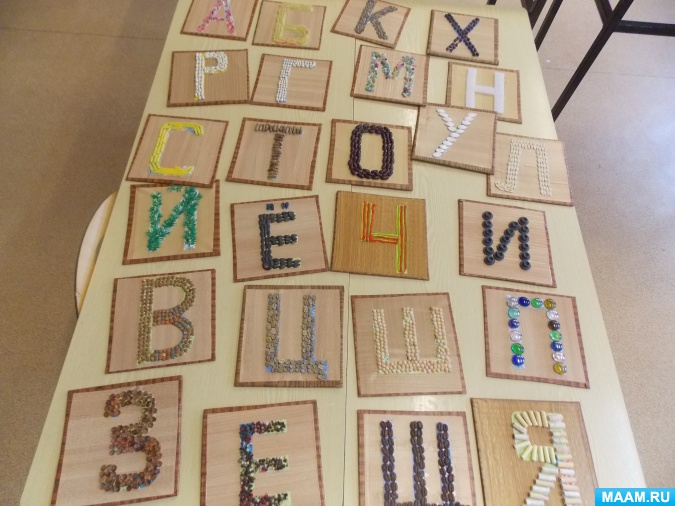 А Б К Х
Р Г М Н
С Т О У Л
Й Ё Ч И
В Ц Ш П
З Е Я
MAAM.RU